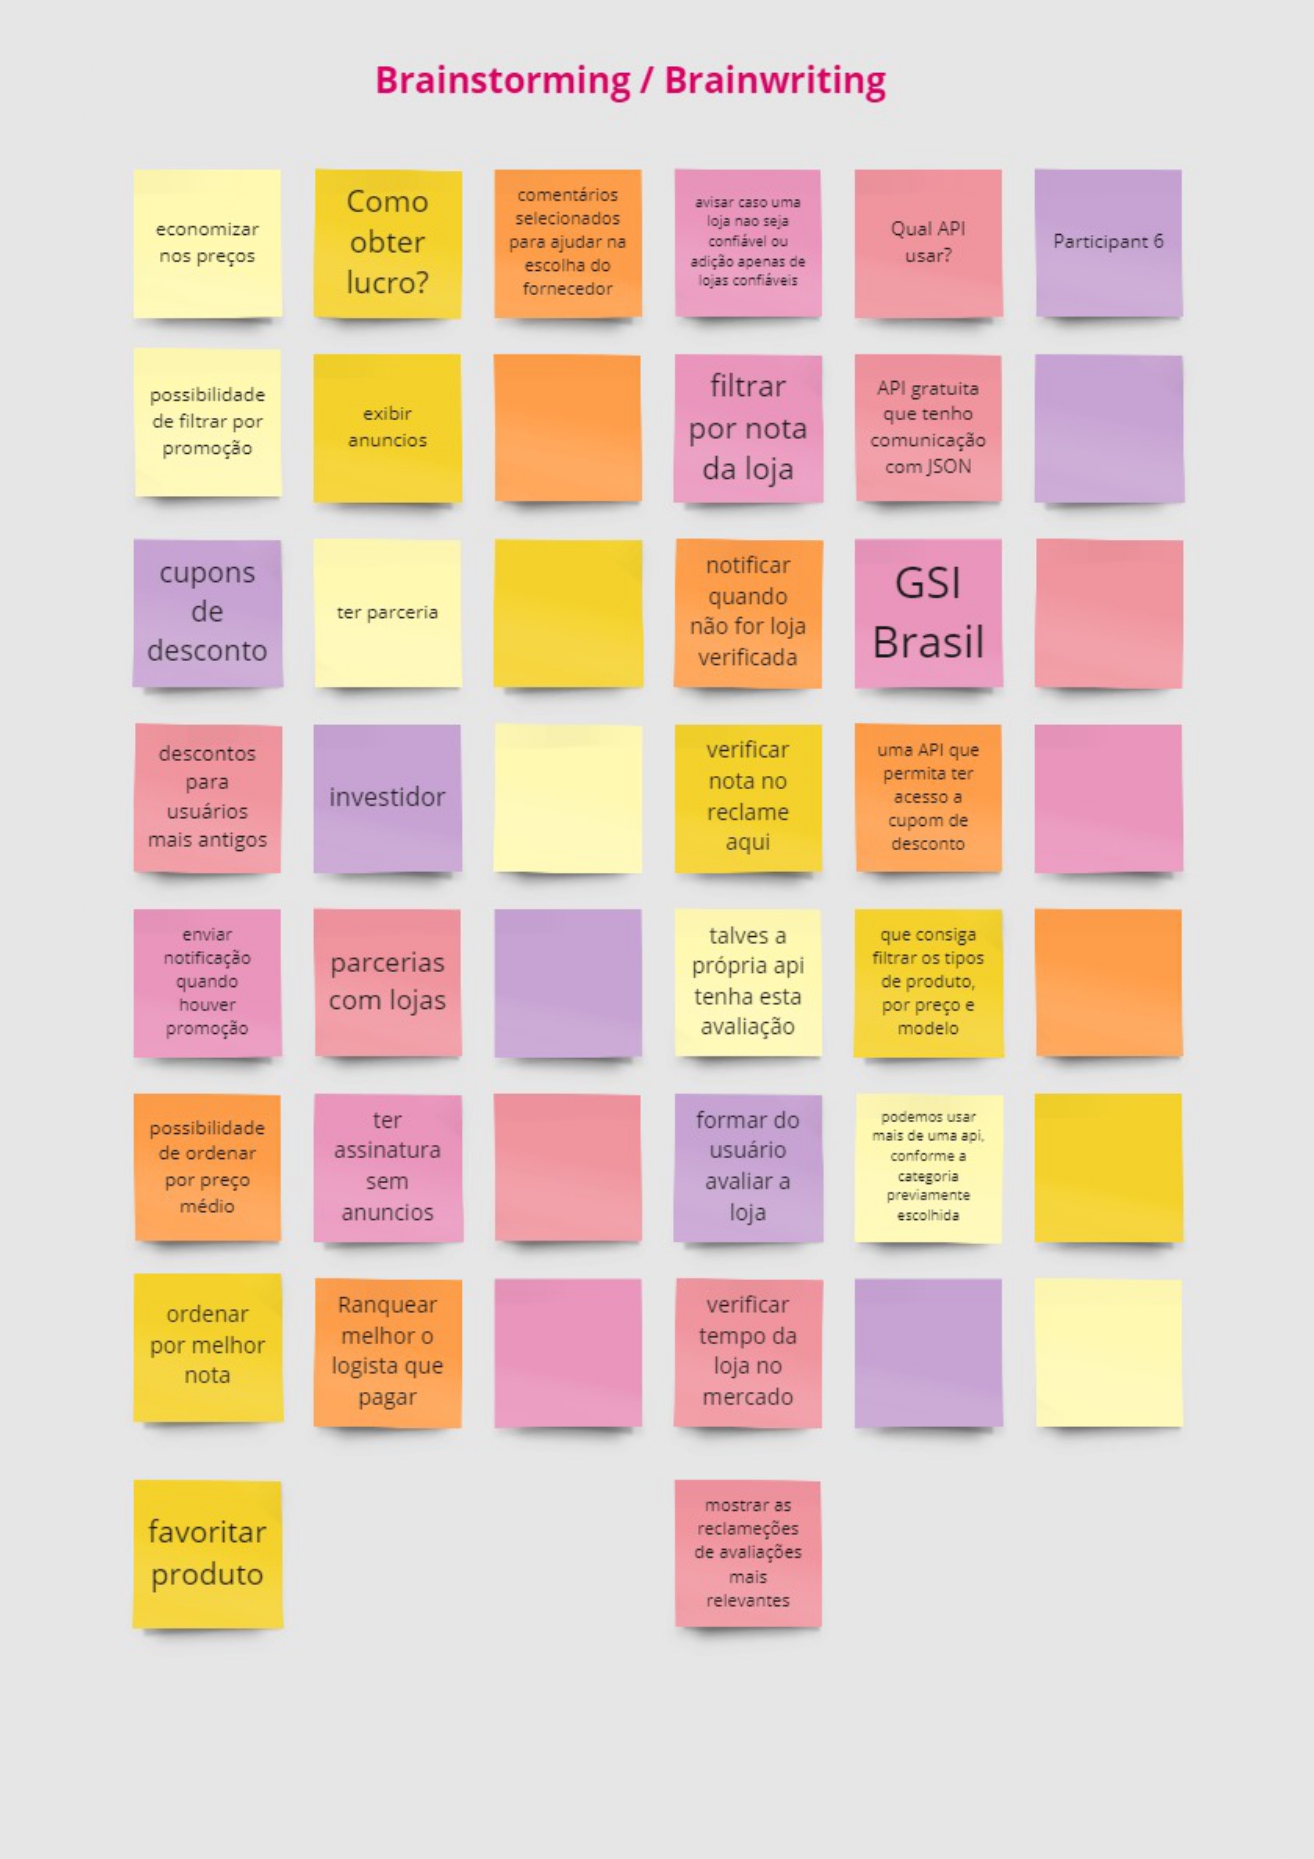 Brainstorming / Brainwriting
economizar
nos preços
Como
obter
lucro?
comentários
selecionados
para ajudar na
escolha do
fornecedor
avisar caso uma
loja nao seja
confiável ou
adição apenas de
lojas confiáveis
Qual API
usar?
Participant 6
possibilidade
de filtrar por
promoção
exibir
anuncios
filtrar
por nota
da loja
API gratuita
que tenho
comunicação
com JSON
cupons
de
desconto
ter parceria
notificar
quando
não for loja
verificada
GSI
Brasil
descontos
para
usuários
mais antigos
investidor
verificar
nota no
reclame
aqui
uma API que
permita ter
acesso a
cupom de
desconto
enviar
notificação
quando
houver
promoção
parcerias
com lojas
talves a
própria api
tenha esta
avaliação
que consiga
filtrar os tipos
de produto,
por preço e
modelo
possibilidade
de ordenar
por preço
médio
ter
assinatura
sem
anuncios
formar do
usuário
avaliar a
loja
podemos usar
mais de uma api,
conforme a
categoria
previamente
escolhida
ordenar
por melhor
nota
Ranquear
melhor o
logista que
pagar
verificar
tempo da
loja no
mercado
favoritar
produto
mostrar as
reclameções
de avaliações
mais
relevantes